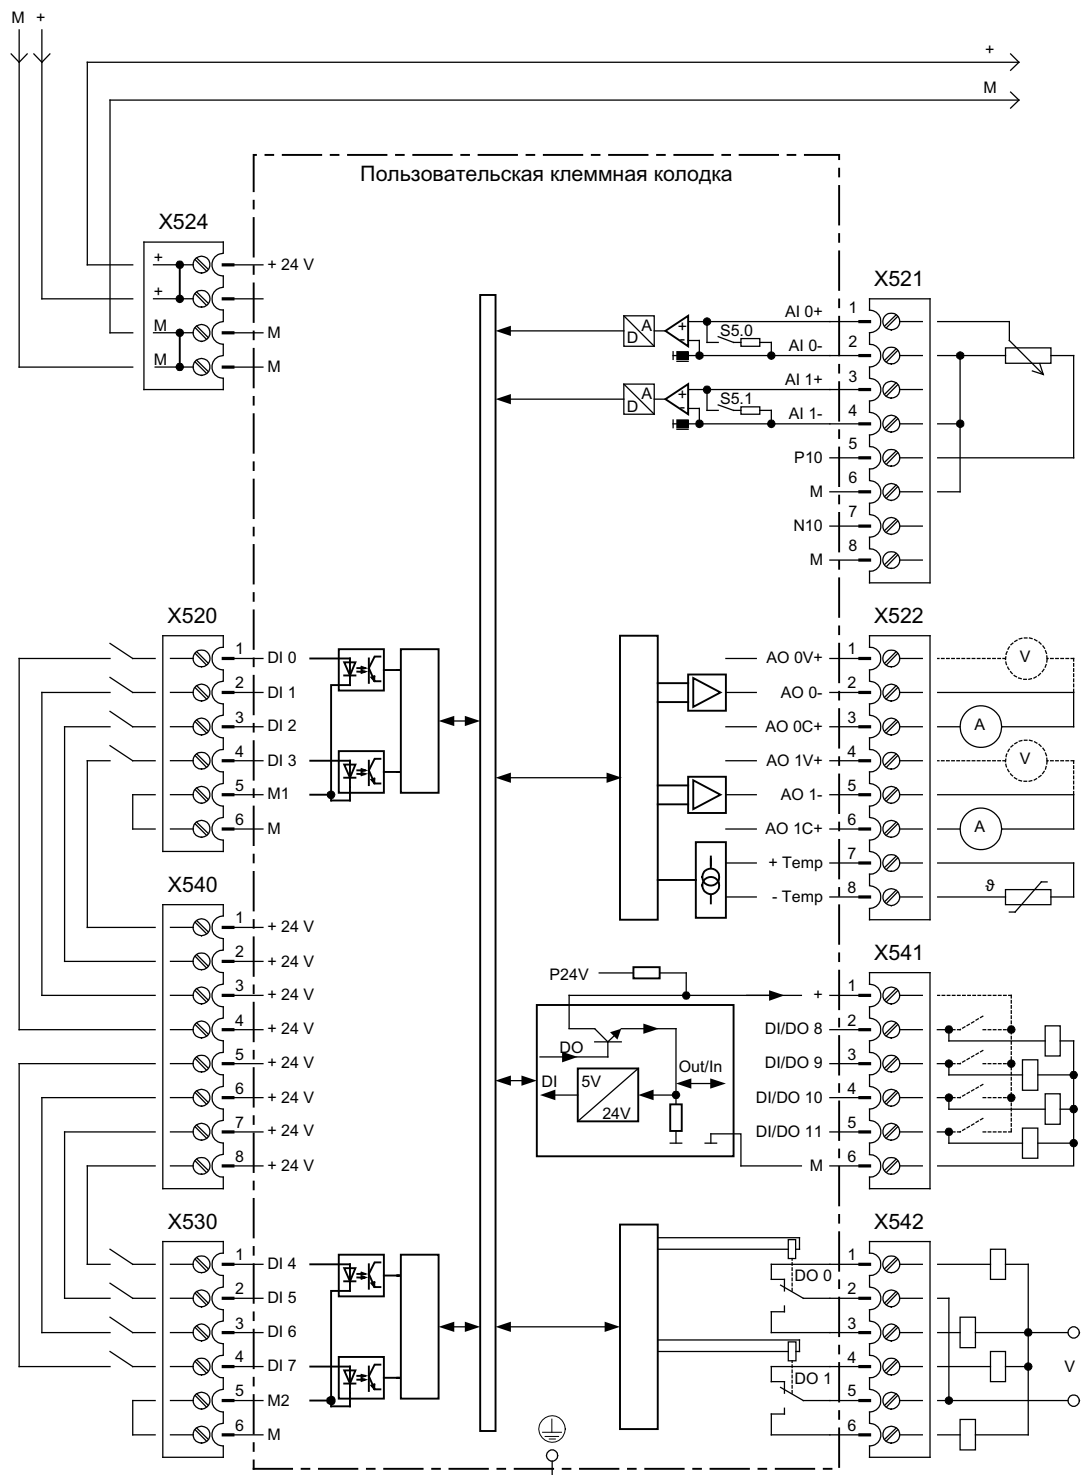 M +
+
M
Пользовательская клеммная колодка
X524
+ + 24 V
+
M M
M M
X521
AI 0+ 1
S5.0
AI 0- 2
AI 1+ 3
S5.1
AI 1- 4
P10 5
M 6
N10 7
M 8
A
D
+
-
A
D
+
-
X520
1 DI 0
2 DI 1
3 DI 2
4 DI 3
5 M1
6 M
X522
AO 0V+ 1 V
AO 0- 2
AO 0C+ 3 A
AO 1V+ 4 V
AO 1- 5
AO 1C+ 6 A
+ Temp 7
- Temp 8 ϑ
X540
1 + 24 V
2 + 24 V
3 + 24 V
4 + 24 V
5 + 24 V
6 + 24 V
7 + 24 V
8 + 24 V
X541
P24V
+ 1
DI/DO 8 2
DI/DO 9 3
DI/DO 10 4
DI/DO 11 5
M 6
DO
DI
5V
24V
Out/In
X530
1 DI 4
2 DI 5
3 DI 6
4 DI 7
5 M2
6 M
X542
1
DO 0 2
3
4
DO 1 5
6
V